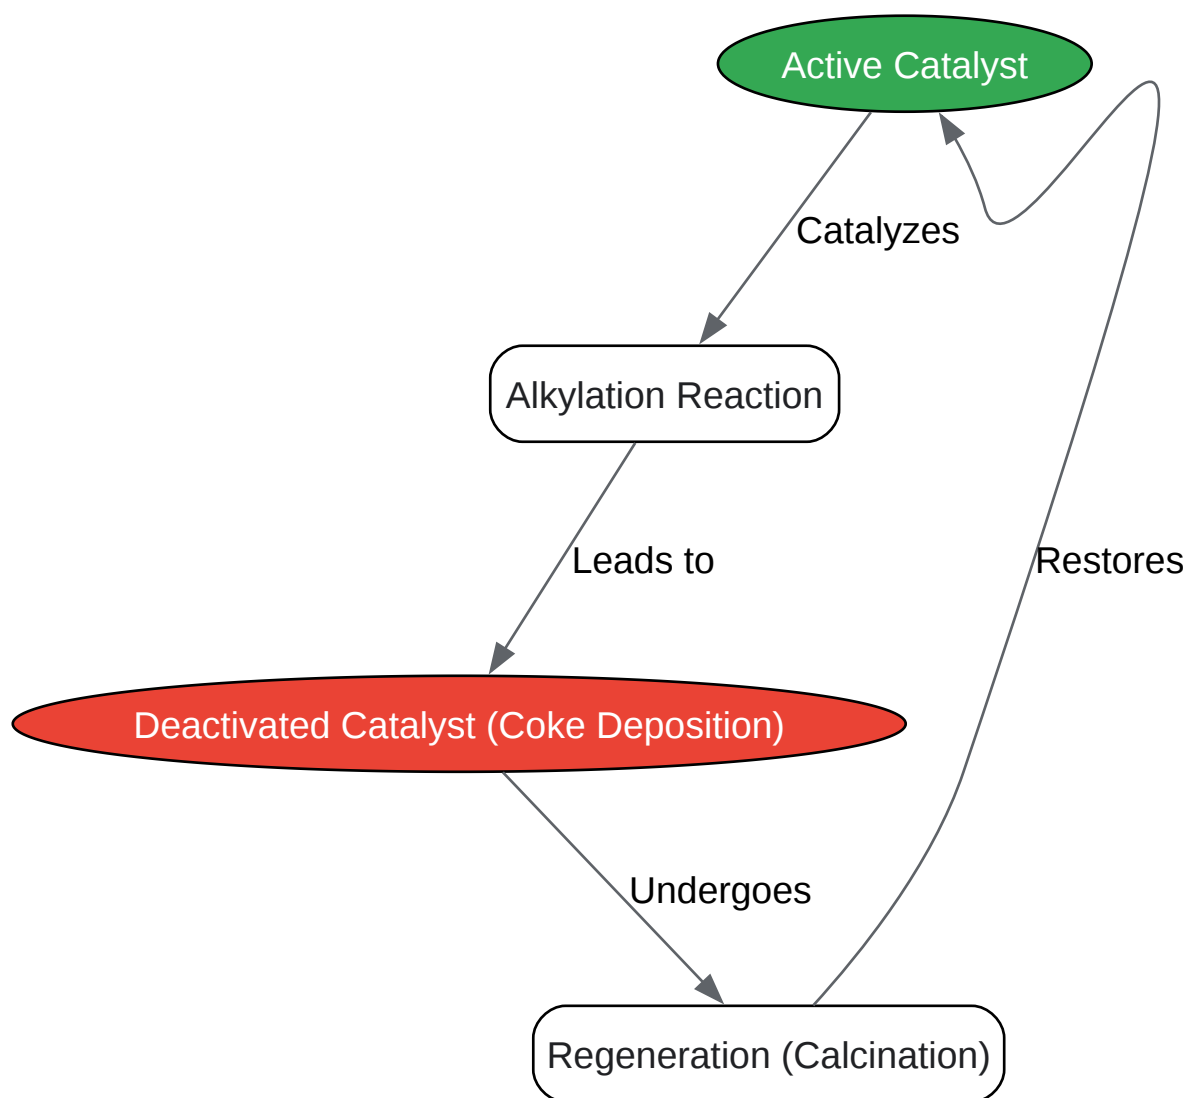 Active Catalyst
Catalyzes
Alkylation Reaction
Leads to
Restores
Deactivated Catalyst (Coke Deposition)
Undergoes
Regeneration (Calcination)